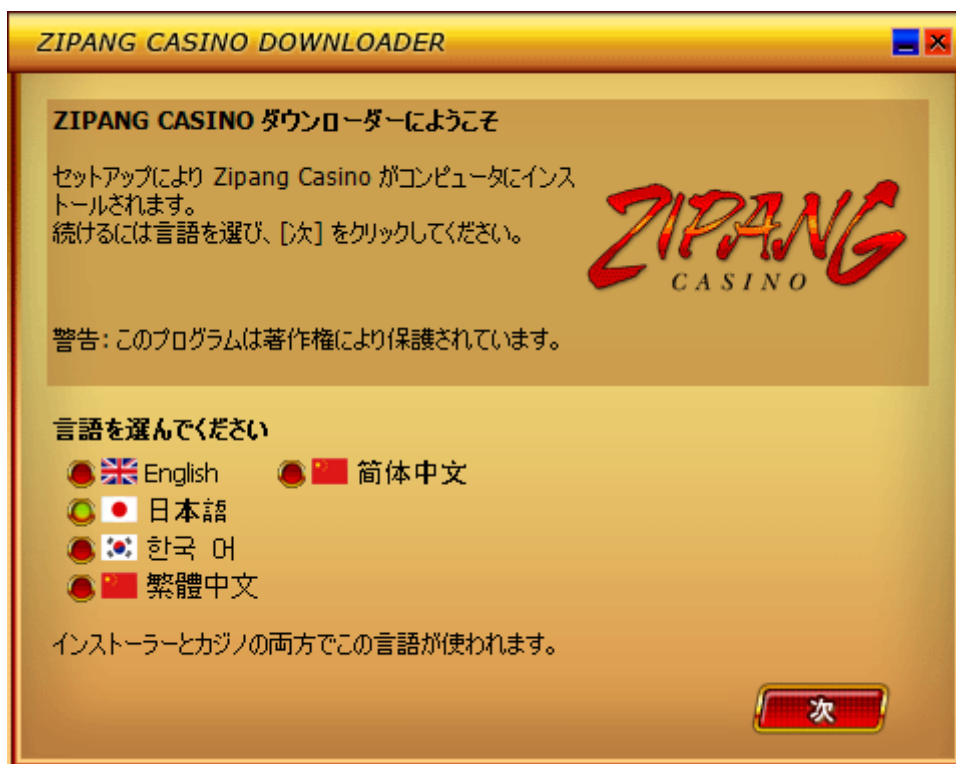 ZIPANG CASINO DOWNLOADER
ZIPANG CASINO ダウンローダーにようこそ
セットアップにより Zipang Casino がコンピュータにインス
トールされます。
続けるには言語を選び、[次] をクリックしてください。
ZIPANG
CASINO
警告: このプログラムは著作権により保護されています。
言語を選んでください
English 简体中文
日本語
한국 어
繁體中文
インストーラーとカジノの両方でこの言語が使われます。
次